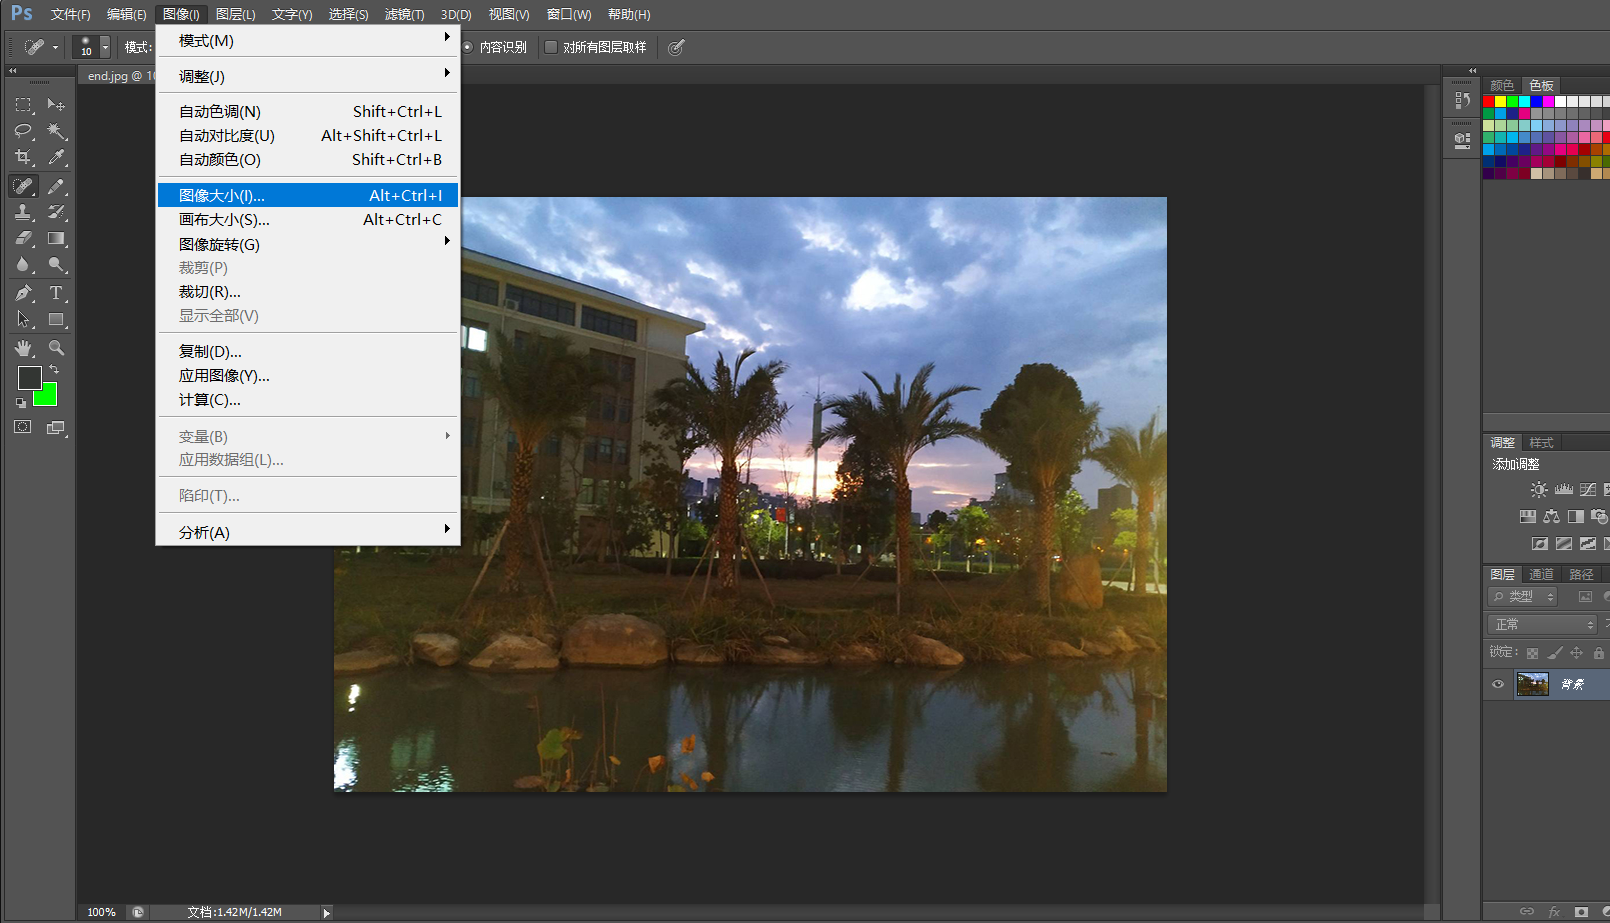 Ps 文件(F) 编辑(E) 图像(I) 图层(L) 文字(Y) 选择(S) 滤镜(T) 3D(D) 视图(V) 窗口(W) 帮助(H)
10 模式: 内容识别 对所有图层取样
end.jpg @ 10
模式(M)
调整(J)
自动色调(N) Shift+Ctrl+L
自动对比度(U) Alt+Shift+Ctrl+L
自动颜色(O) Shift+Ctrl+B
图像大小(I)... Alt+Ctrl+I
画布大小(S)... Alt+Ctrl+C
图像旋转(G)
裁剪(P)
裁切(R)...
显示全部(V)
复制(D)...
应用图像(Y)...
计算(C)...
变量(B)
应用数据组(L)...
陷印(T)...
分析(A)
颜色 色板
调整 样式
添加调整
图层 通道 路径
类型
正常
锁定:
背景
fx
100% 文档:1.42M/1.42M